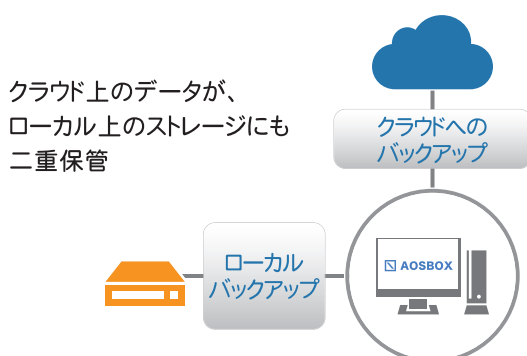 クラウド上のデータが、
ローカル上のストレージにも
二重保管
クラウドへの
バックアップ
ローカル
バックアップ
AOSBOX